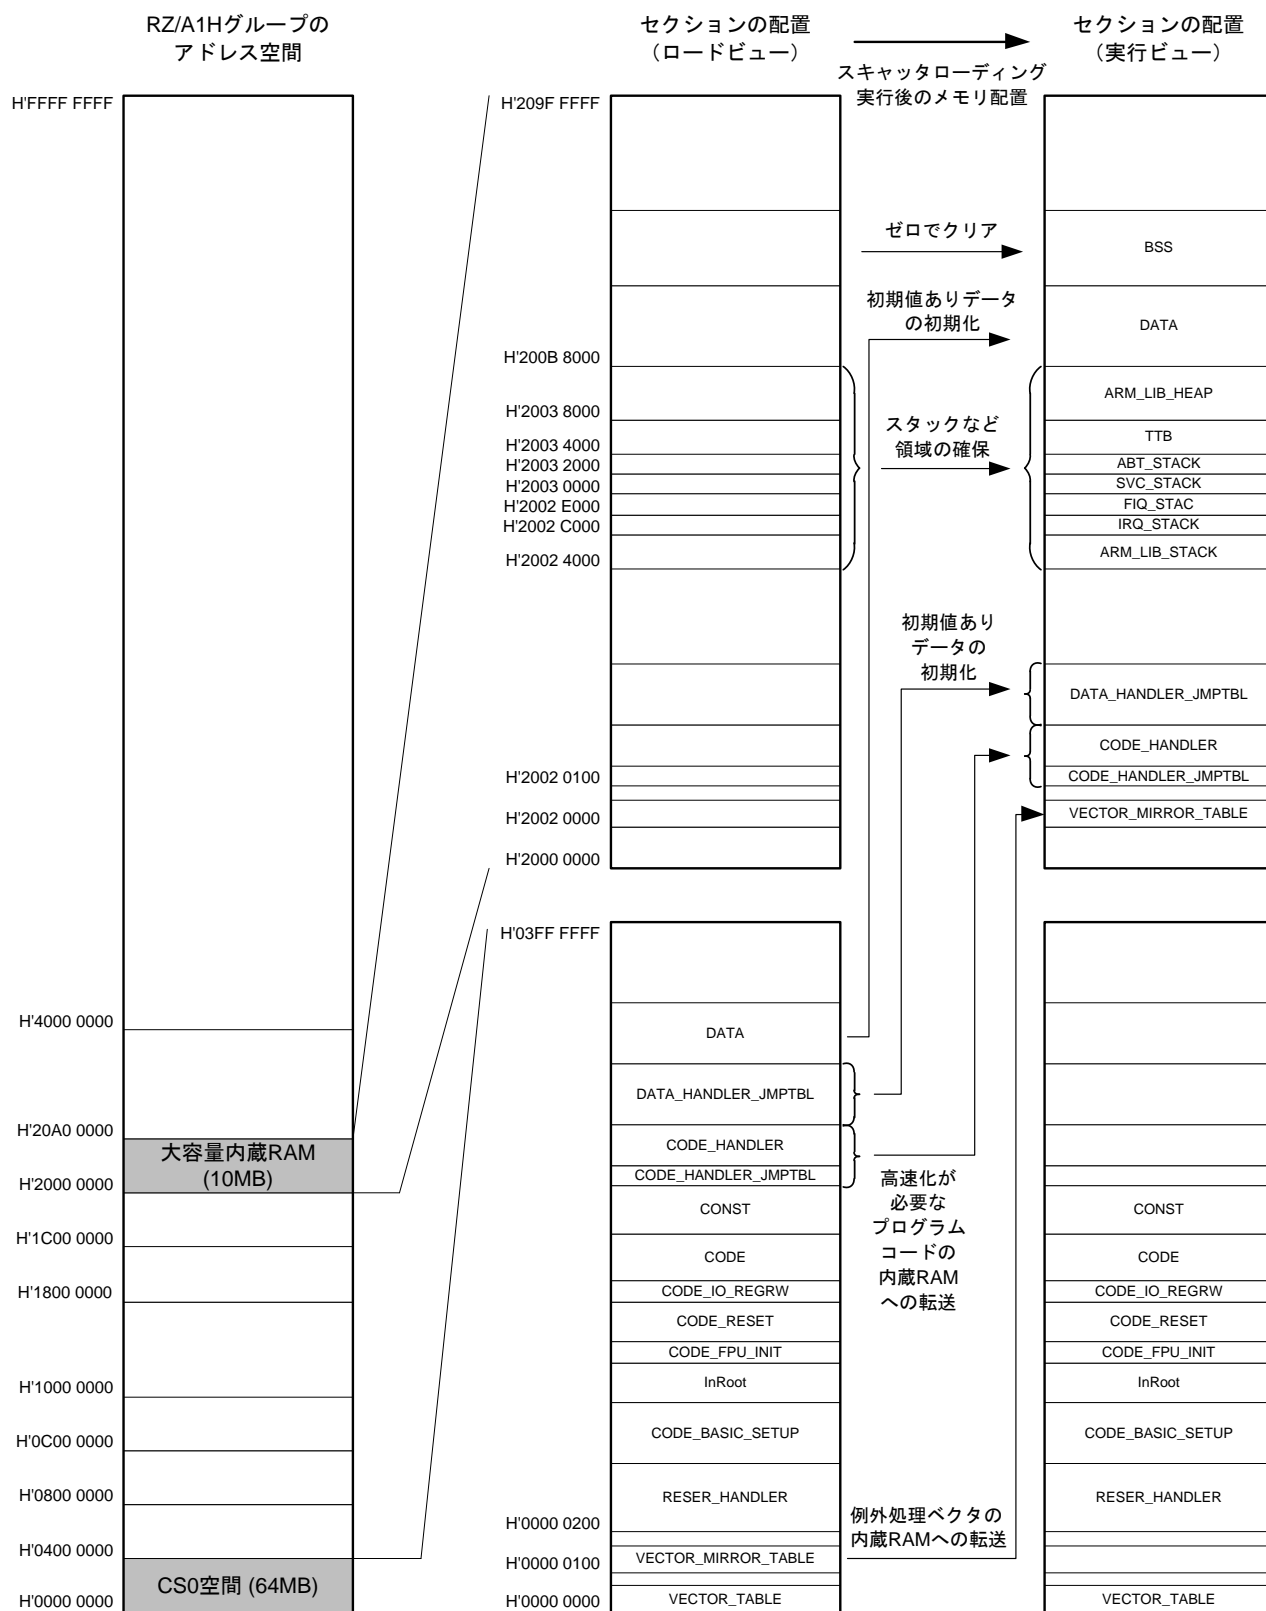 RZ/A1Hグループの
アドレス空間
H'FFFF FFFF
H'4000 0000
H'20A0 0000
大容量内蔵RAM
(10MB)
H'2000 0000
H'1C00 0000
H'1800 0000
H'1000 0000
H'0C00 0000
H'0800 0000
H'0400 0000
CS0空間 (64MB)
H'0000 0000
セクションの配置
（ロードビュー）
H'209F FFFF
H'200B 8000
H'2003 8000
H'2003 4000
H'2003 2000
H'2003 0000
H'2002 E000
H'2002 C000
H'2002 4000
H'2002 0100
H'2002 0000
H'2000 0000
H'03FF FFFF
DATA
DATA_HANDLER_JMPTBL
CODE_HANDLER
CODE_HANDLER_JMPTBL
CONST
CODE
CODE_IO_REGRW
CODE_RESET
CODE_FPU_INIT
InRoot
CODE_BASIC_SETUP
RESER_HANDLER
H'0000 0200
VECTOR_MIRROR_TABLE
H'0000 0100
VECTOR_TABLE
H'0000 0000
スキャッタローディング
実行後のメモリ配置
ゼロでクリア
初期値ありデータ
の初期化
スタックなど
領域の確保
初期値あり
データの
初期化
高速化が
必要な
プログラム
コードの
内蔵RAM
への転送
例外処理ベクタの
内蔵RAMへの転送
セクションの配置
（実行ビュー）
BSS
DATA
ARM_LIB_HEAP
TTB
ABT_STACK
SVC_STACK
FIQ_STAC
IRQ_STACK
ARM_LIB_STACK
DATA_HANDLER_JMPTBL
CODE_HANDLER
CODE_HANDLER_JMPTBL
VECTOR_MIRROR_TABLE
CONST
CODE
CODE_IO_REGRW
CODE_RESET
CODE_FPU_INIT
InRoot
CODE_BASIC_SETUP
RESER_HANDLER
VECTOR_TABLE